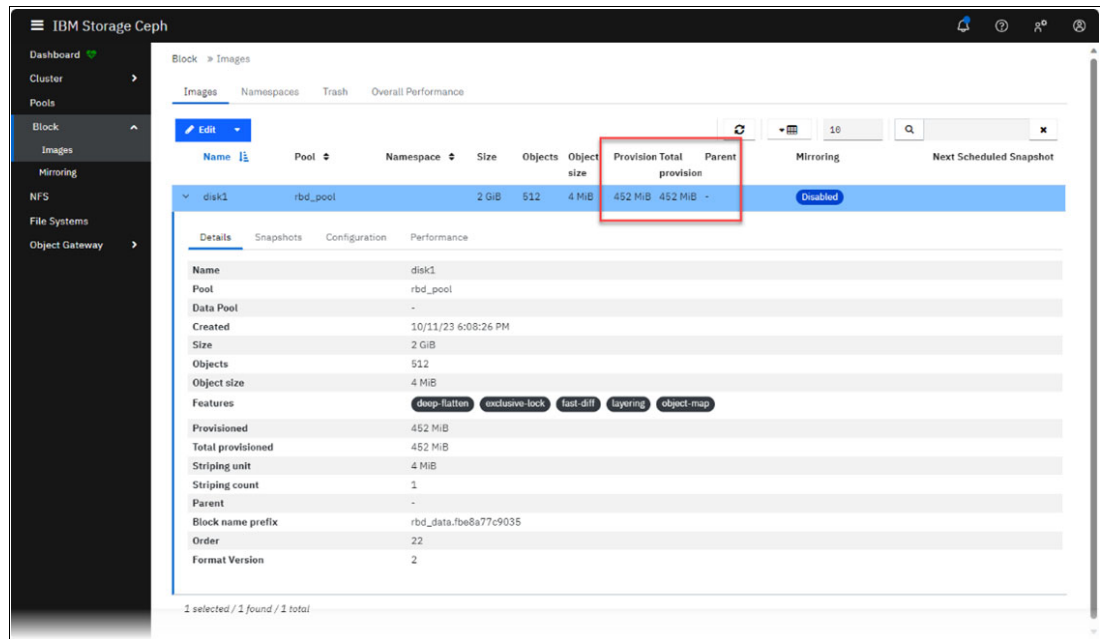 IBM Storage Ceph
Dashboard
Cluster
Pools
Block
Images
Mirroring
NFS
File Systems
Object Gateway
Block » Images
Images Namespaces Trash Overall Performance
Edit 10
Name Pool Namespace Size Objects Object size Provision Total provision Parent Mirroring Next Scheduled Snapshot
disk1 rbd_pool 2 GiB 512 4 MiB 452 MiB 452 MiB - Disabled
Details Snapshots Configuration Performance
Name disk1
Pool rbd_pool
Data Pool -
Created 10/11/23 6:08:26 PM
Size 2 GiB
Objects 512
Object size 4 MiB
Features deep-flatten exclusive-lock fast-diff layering object-map
Provisioned 452 MiB
Total provisioned 452 MiB
Striping unit 4 MiB
Striping count 1
Parent -
Block name prefix rbd_data.fbe8a77c9035
Order 22
Format Version 2
1 selected / 1 found / 1 total